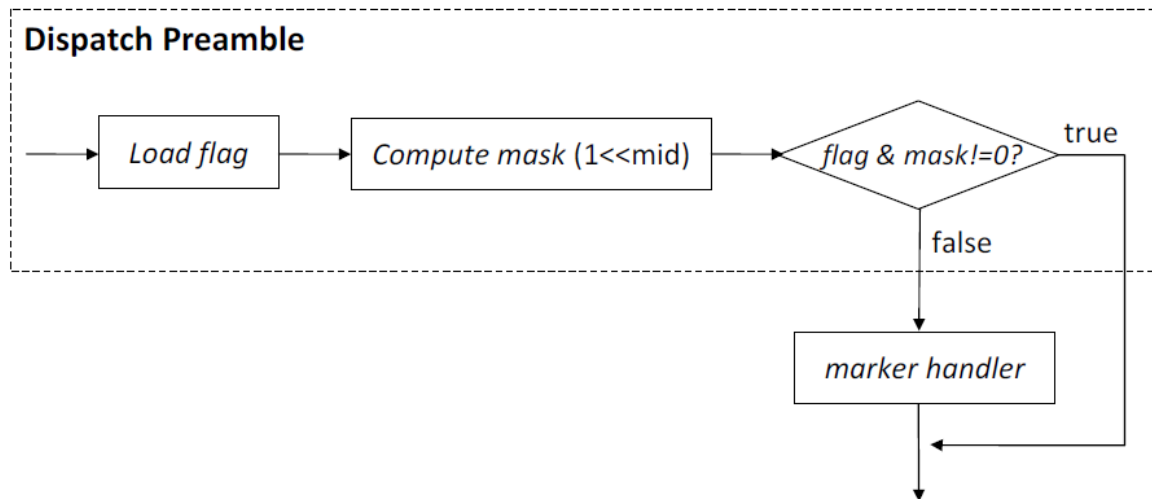 Dispatch Preamble
Load flag
Compute mask (1<<mid)
flag & mask!=0?
true
false
marker handler